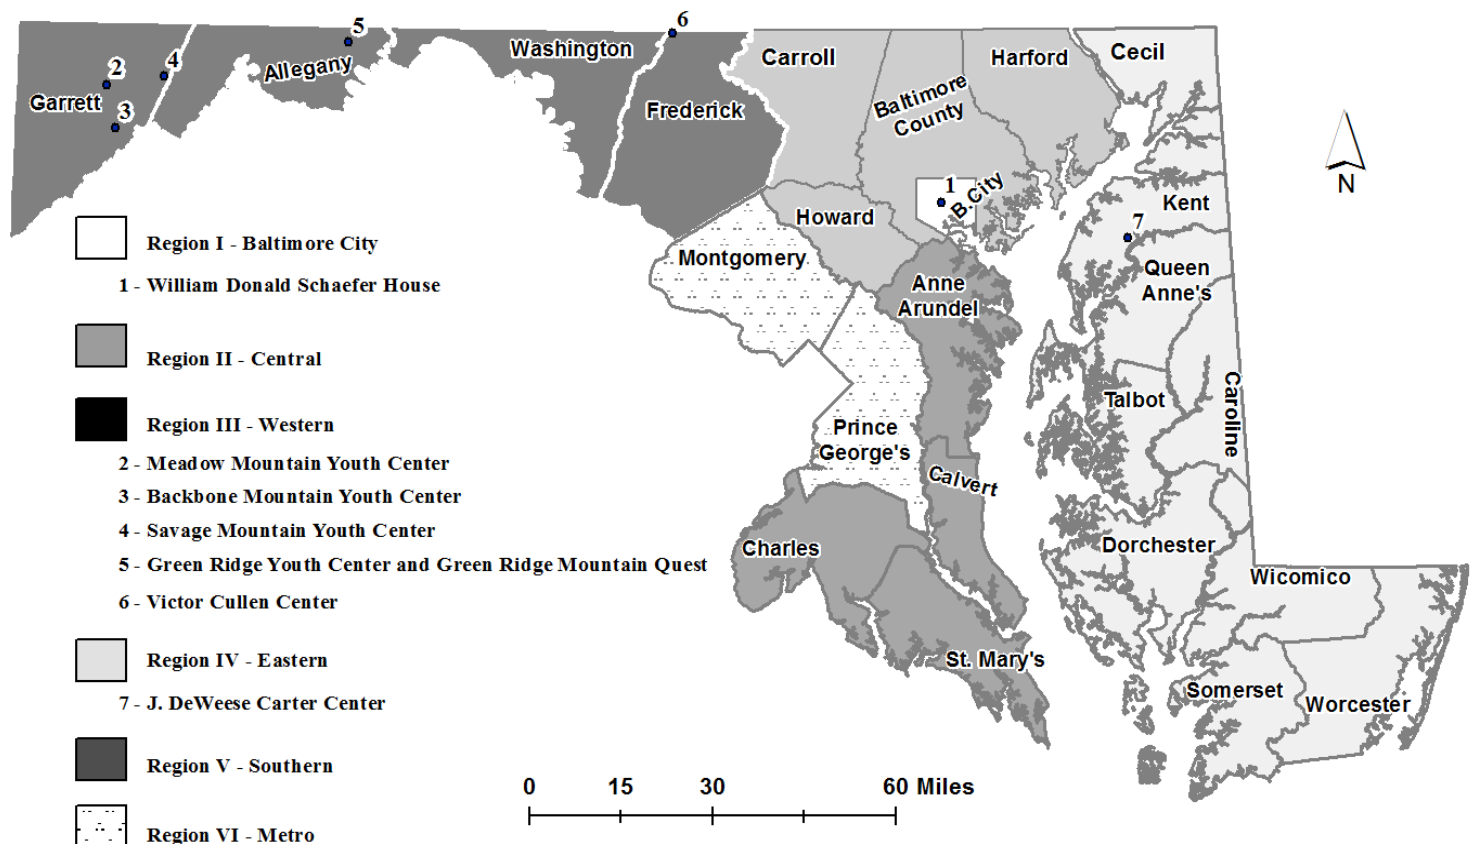 6
5
4
2
3
Garrett
Allegany
Washington
Frederick
Carroll
Baltimore
County
Harford
Cecil
1
B.City
Howard
Montgomery
Kent
7
Queen
Anne's
Anne
Arundel
Talbot
Caroline
Prince
George's
Calvert
Charles
St. Mary's
Dorchester
Wicomico
Somerset
Worcester
N
Region I - Baltimore City
1 - William Donald Schaefer House
Region II - Central
Region III - Western
2 - Meadow Mountain Youth Center
3 - Backbone Mountain Youth Center
4 - Savage Mountain Youth Center
5 - Green Ridge Youth Center and Green Ridge Mountain Quest
6 - Victor Cullen Center
Region IV - Eastern
7 - J. DeWeese Carter Center
Region V - Southern
Region VI - Metro
0 15 30 60 Miles